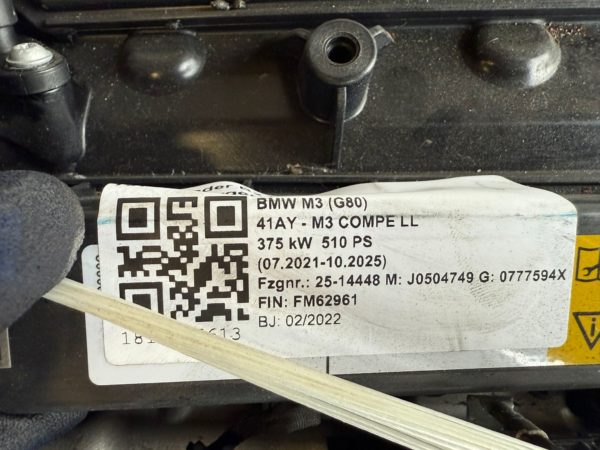 BMW M3 (G80)
41AY - M3 COMPE LL
375 kW 510 PS
(07.2021-10.2025)
Fzgnr.: 25-14448 M: J0504749 G: 0777594X
FIN: FM62961
BJ: 02/2022